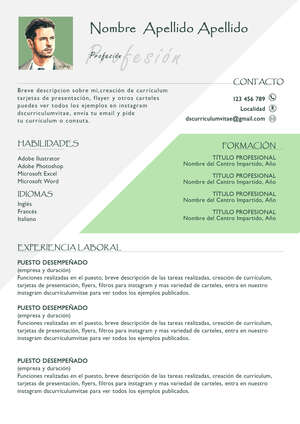 Nombre Apellido Apellido
Profesión
fesión
CONTACTO
Breve descripcion sobre mi,creación de curriculum
tarjetas de presentación, flayer y otros carteles
puedes ver todos los ejemplos en instagram
dscurriculumvitae, envia tu email y pide
tu curriculum o consuta.
123 456 789
Localidad
dscurriculumvitae@gmail.com
HABILIDADES
Adobe Ilustrator
Adobe Photoshop
Microsoft Excel
Microsoft Word
IDIOMAS
Inglés
Francés
Italiano
FORMACIÓN
TÍTULO PROFESIONAL
Nombre del Centro Impartido, Año
TÍTULO PROFESIONAL
Nombre del Centro Impartido, Año
TÍTULO PROFESIONAL
Nombre del Centro Impartido, Año
TÍTULO PROFESIONAL
Nombre del Centro Impartido, Año
EXPERIENCIA LABORAL
PUESTO DESEMPEÑADO
(empresa y duración)
Funciones realizadas en el puesto, breve descripción de las tareas realizadas, creación de currículum,
tarjetas de presentación, flyers, filtros para instagram y mas variedad de carteles, entra en nuestro
instagram dscurriculumvitae para ver todos los ejemplos publicados.
PUESTO DESEMPEÑADO
(empresa y duración)
Funciones realizadas en el puesto, breve descripción de las tareas realizadas, creación de currículum,
tarjetas de presentación, flyers, filtros para instagram y mas variedad de carteles, entra en nuestro
instagram dscurriculumvitae para ver todos los ejemplos publicados.
PUESTO DESEMPEÑADO
(empresa y duración)
Funciones realizadas en el puesto, breve descripción de las tareas realizadas, creación de currículum,
tarjetas de presentación, flyers, filtros para instagram y mas variedad de carteles, entra en nuestro
instagram dscurriculumvitae para ver todos los ejemplos publicados.